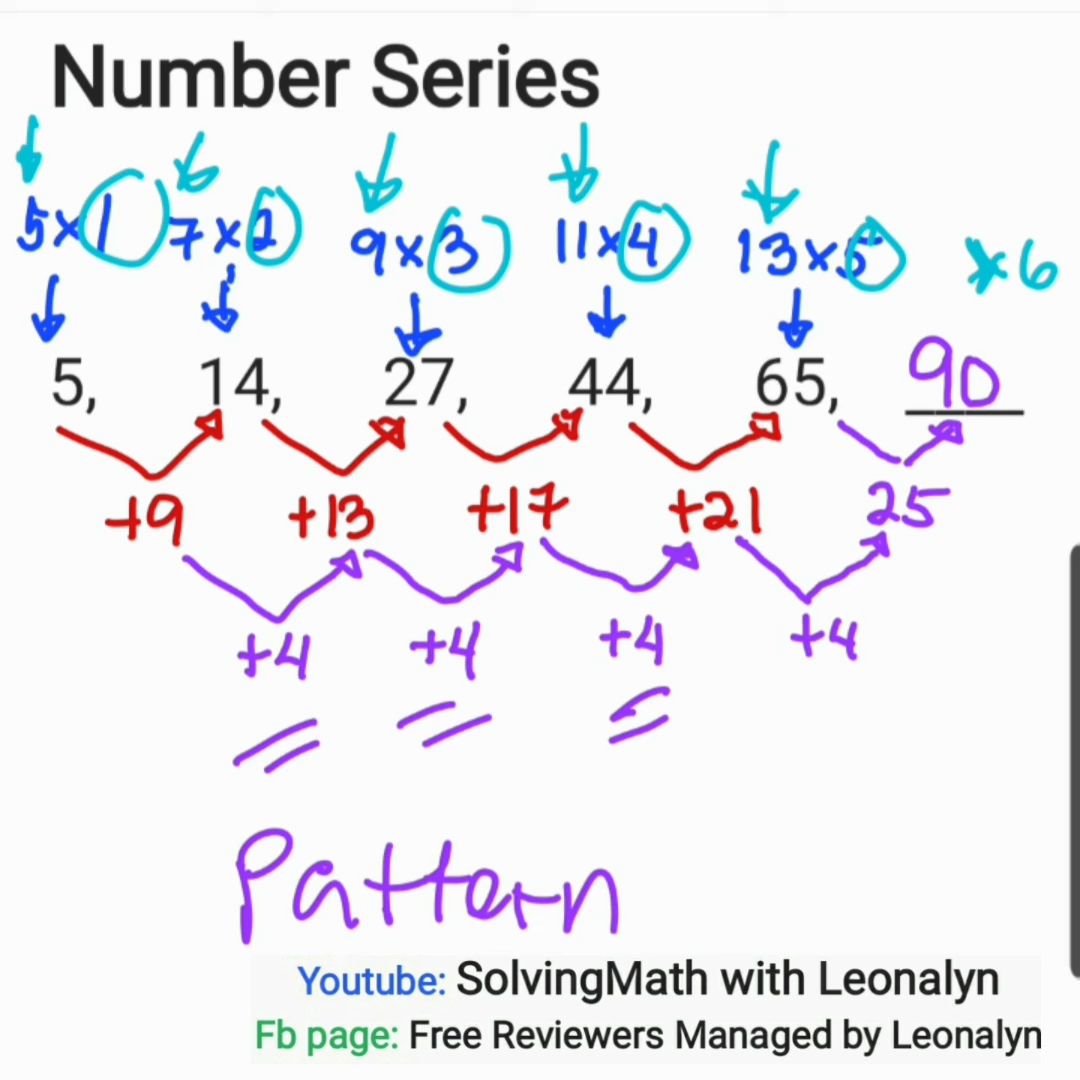 Number Series
5×1 7×2 9×3 11×4 13×5 ×6
5, 14, 27, 44, 65, 90
+9 +13 +17 +21 25
+4 +4 +4 +4
Pattern
Youtube: SolvingMath with Leonalyn
Fb page: Free Reviewers Managed by Leonalyn